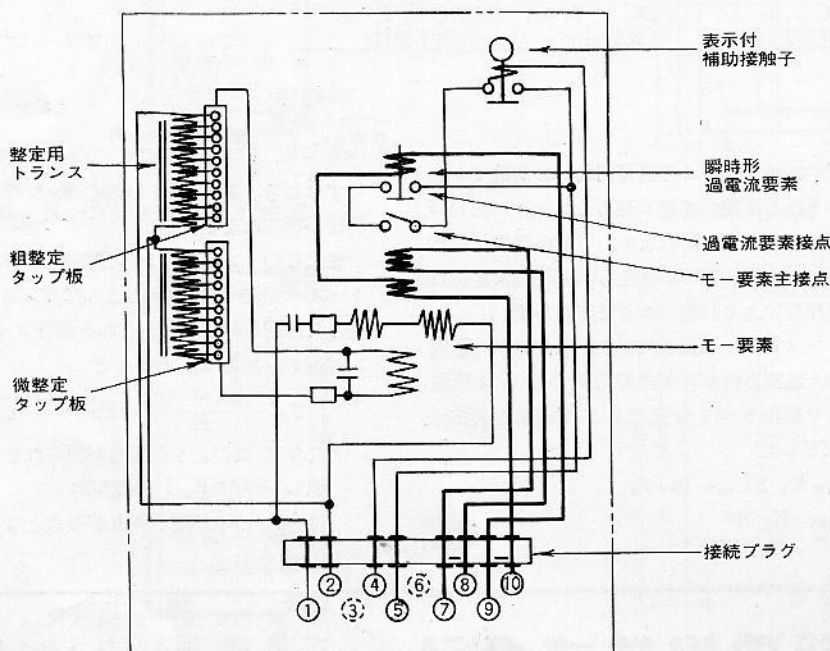 表示付
補助接触子
整定用
トランス
瞬時形
過電流要素
粗整定
タップ板
過電流要素接点
モー要素主接点
モー要素
微整定
タップ板
接続プラグ
① ② ③ ④ ⑤ ⑥ ⑦ ⑧ ⑨ ⑩